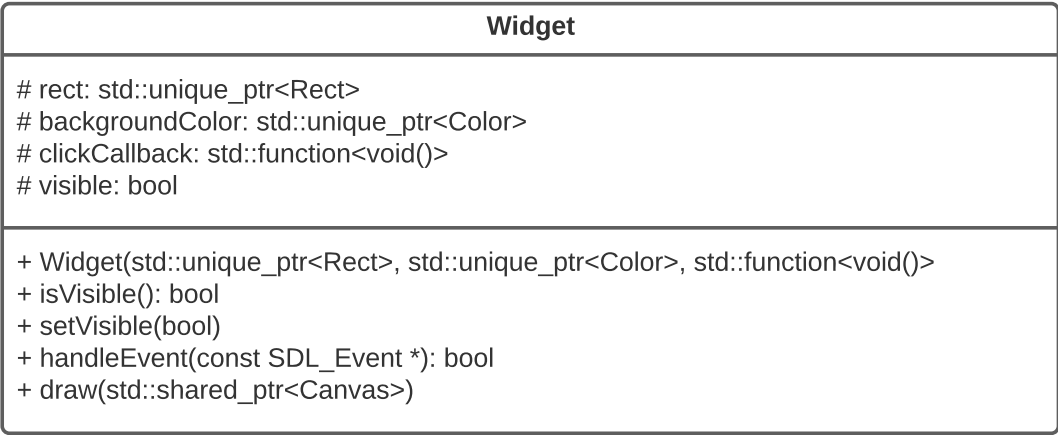 Widget
# rect: std::unique_ptr<Rect>
# backgroundColor: std::unique_ptr<Color>
# clickCallback: std::function<void()>
# visible: bool
+ Widget(std::unique_ptr<Rect>, std::unique_ptr<Color>, std::function<void()>
+ isVisible(): bool
+ setVisible(bool)
+ handleEvent(const SDL_Event *): bool
+ draw(std::shared_ptr<Canvas>)